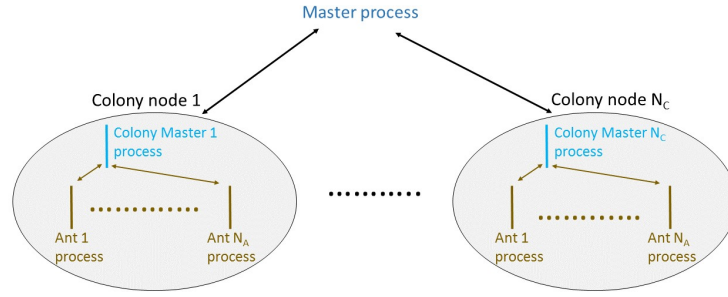 Master process
Colony node 1
Colony node N_C
Colony Master 1
process
Colony Master N_C
process
Ant 1
process
Ant N_A
process
Ant 1
process
Ant N_A
process